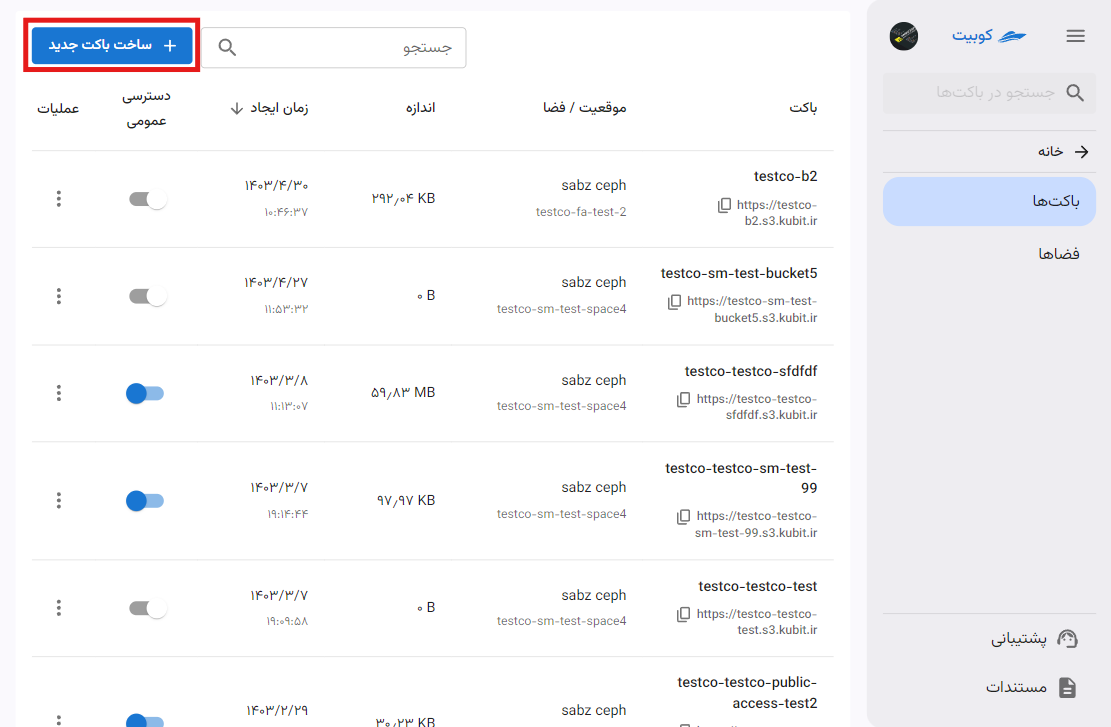 کوبیت
جستجو در باکت‌ها
خانه
باکت‌ها
فضاها
پشتیبانی
مستندات
جستجو
ساخت باکت جدید
باکت
موقعیت / فضا
اندازه
زمان ایجاد
دسترسی
عمومی
عملیات
testco-b2
https://testco-
b2.s3.kubit.ir
sabz ceph
testco-fa-test-2
۲۹۲٫۰۴ KB
۱۴۰۳/۴/۳۰
۱۰:۴۶:۳۷
testco-sm-test-bucket5
https://testco-sm-test-
bucket5.s3.kubit.ir
sabz ceph
testco-sm-test-space4
۰ B
۱۴۰۳/۴/۲۷
۱۱:۵۳:۳۲
testco-testco-sfdfdf
https://testco-testco-
sfdfdf.s3.kubit.ir
sabz ceph
testco-sm-test-space4
۵۹٫۸۳ MB
۱۴۰۳/۳/۸
۱۱:۱۳:۰۷
testco-testco-sm-test-
99
https://testco-testco-
sm-test-99.s3.kubit.ir
sabz ceph
testco-sm-test-space4
۹۷٫۹۷ KB
۱۴۰۳/۳/۷
۱۹:۱۴:۴۴
testco-testco-test
https://testco-testco-
test.s3.kubit.ir
sabz ceph
testco-sm-test-space4
۰ B
۱۴۰۳/۳/۷
۱۹:۰۹:۵۸
testco-testco-public-
access-test2
sabz ceph
۳۰٫۲۳ KB
۱۴۰۳/۲/۲۹